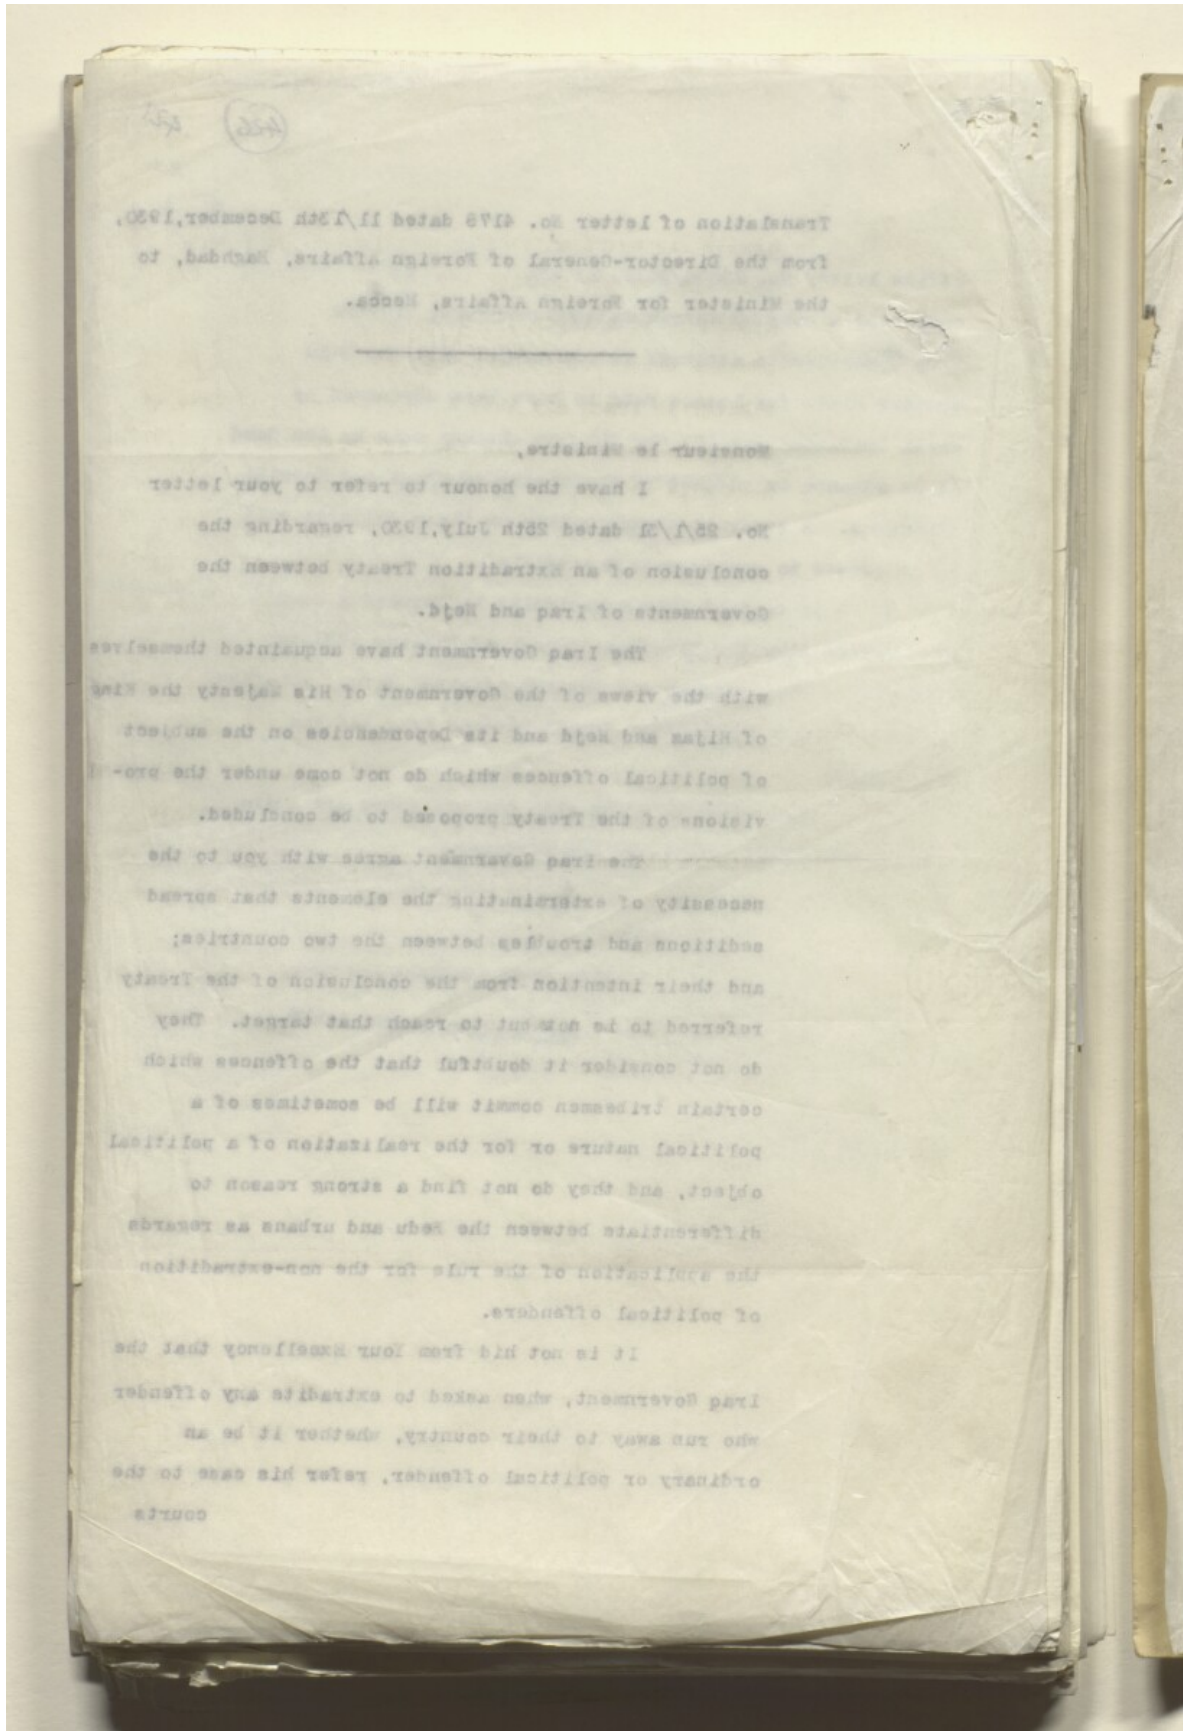 Translation of letter No. 4176 dated 11/13th December,1930,
from the Director-General of Foreign Affairs, Baghdad, to
the Minister for Foreign Affairs, Mecca.
Monsieur le Ministre,
I have the honour to refer to your letter
No. 25/1/31 dated 25th July,1930, regarding the
conclusion of an Extradition Treaty between the
Governments of Iraq and Nejd.
The Iraq Government have acquainted themselves
with the views of the Government of His Majesty the King
of Hijaz and Nejd and its Dependencies on the subject
of political offences which do not come under the pro-
visions of the Treaty proposed to be concluded.
The Iraq Government agree with you to the
necessity of exterminating the elements that spread
seditions and troubles between the two countries;
and their intention from the conclusion of the Treaty
referred to is not but to reach that target. They
do not consider it doubtful that the offences which
certain tribesmen commit will be sometimes of a
political nature or for the realization of a political
object, and they do not find a strong reason to
differentiate between the Bedu and urbans as regards
the application of the rule for the non-extradition
of political offenders.
It is not hid from Your Excellency that the
Iraq Government, when asked to extradite any offender
who run away to their country, whether it be an
ordinary or political offender, refer his case to the
courts